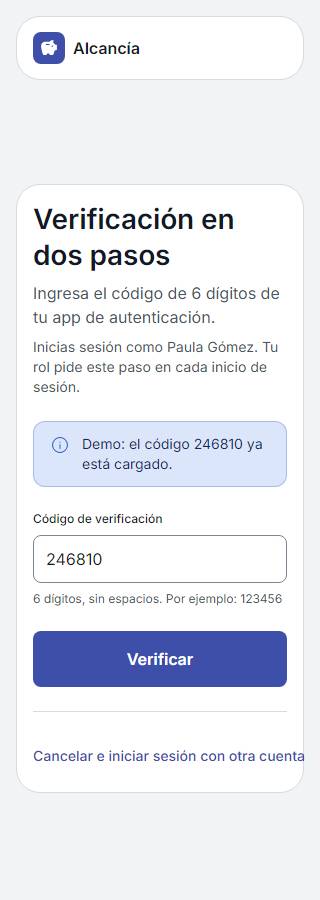 Alcancía
Verificación en
dos pasos
Ingresa el código de 6 dígitos de
tu app de autenticación.
Inicias sesión como Paula Gómez. Tu
rol pide este paso en cada inicio de
sesión.
Demo: el código 246810 ya
está cargado.
Código de verificación
246810
6 dígitos, sin espacios. Por ejemplo: 123456
Verificar
Cancelar e iniciar sesión con otra cuenta